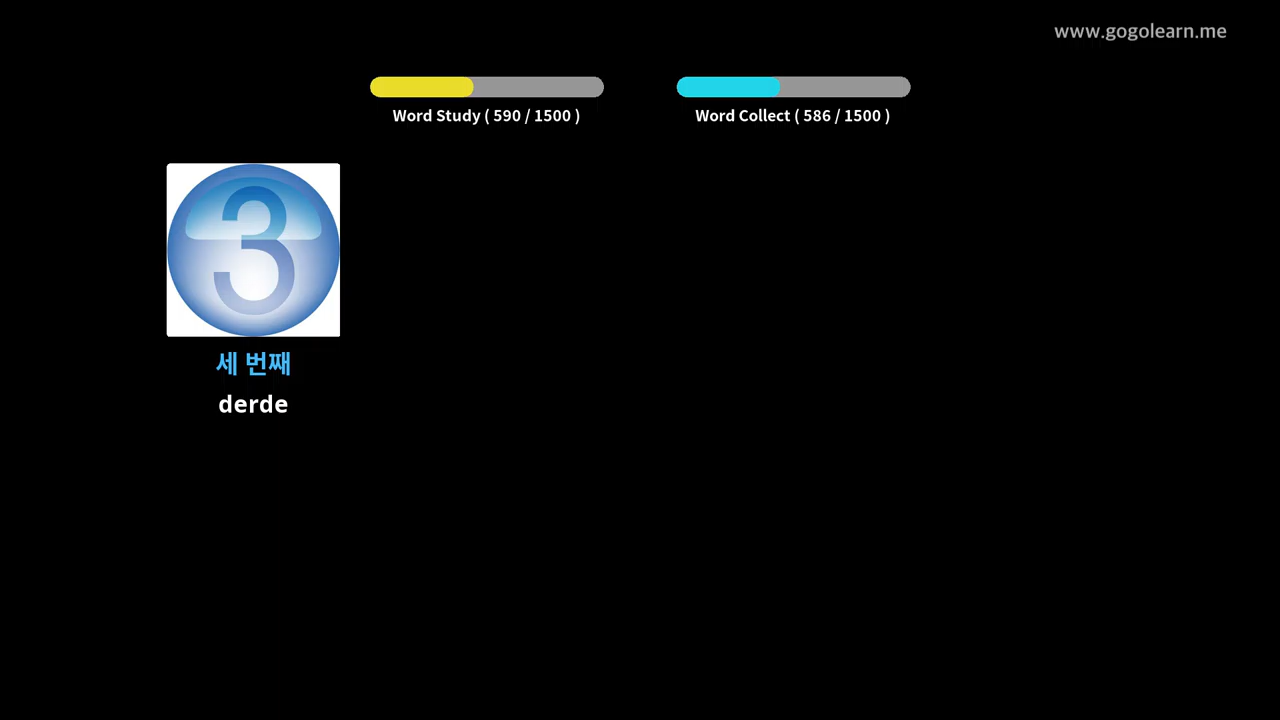 www.gogolearn.me
Word Study ( 590 / 1500 )
Word Collect ( 586 / 1500 )
3
세 번째
derde